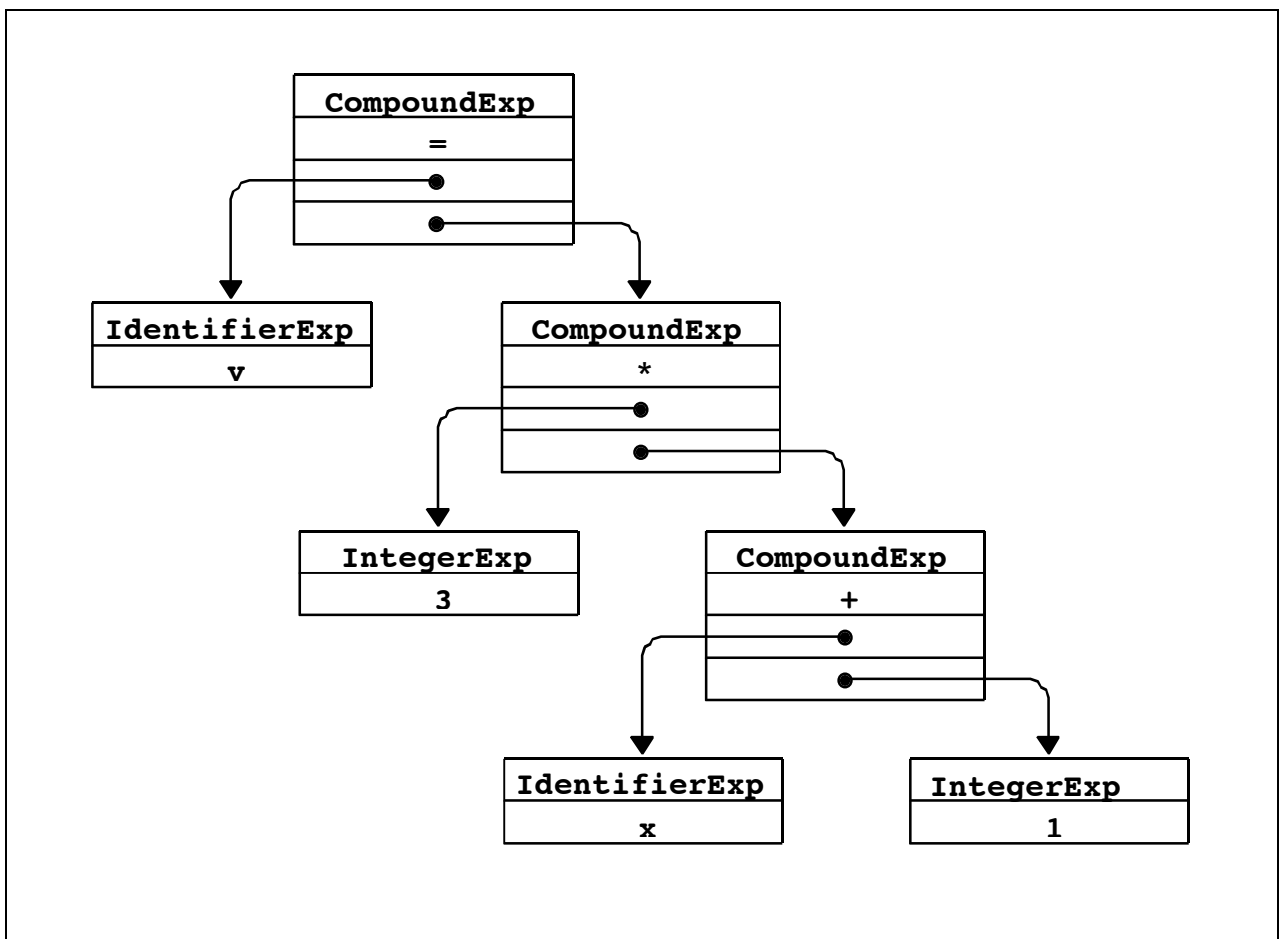 CompoundExp
=
IdentifierExp
v
CompoundExp
*
IntegerExp
3
CompoundExp
+
IdentifierExp
x
IntegerExp
1